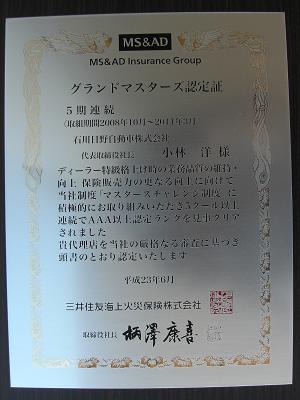 MS&AD
MS&AD Insurance Group
グランドマスターズ認定証
5期連続
(取組期間2008年10月～2011年3月)
石川日野自動車株式会社
代表取締役社長 小林 洋 様
ディーラー特級格上げ時の業務品質の維持・
向上 保険販売力の更なる向上に向けて
当社制度「マスターズチャレンジ制度」に
積極的にお取り組みいただき5クール以上
連続でAAA以上認定ランクを見事クリア
されました
貴代理店を当社の厳格なる審査に基づき
頭書のとおり認定いたします
平成23年6月
三井住友海上火災保険株式会社
取締役社長 柄澤康喜